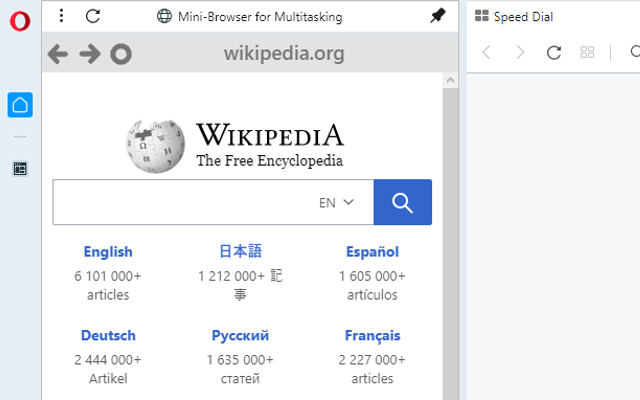 Mini-Browser for Multitasking
Speed Dial
wikipedia.org
WIKIPEDIA
The Free Encyclopedia
EN
English
6 101 000+
articles
日本語
1 212 000+ 記
事
Español
1 605 000+
artículos
Deutsch
2 444 000+
Artikel
Русский
1 635 000+
статей
Français
2 227 000+
articles